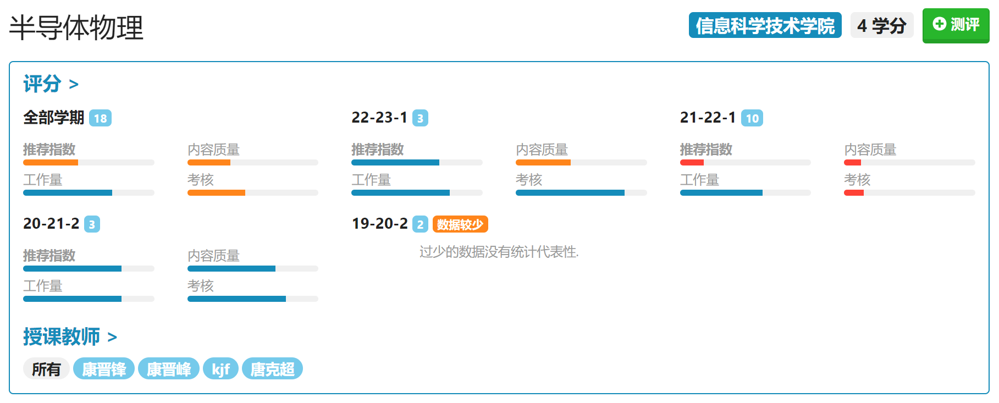 半导体物理 信息科学技术学院 4 学分 测评
评分 >
全部学期 18
推荐指数 内容质量
工作量 考核
22-23-1 3
推荐指数 内容质量
工作量 考核
21-22-1 10
推荐指数 内容质量
工作量 考核
20-21-2 3
推荐指数 内容质量
工作量 考核
19-20-2 2 数据较少
过少的数据没有统计代表性.
授课教师 >
所有 康晋锋 康晋峰 kjf 唐克超